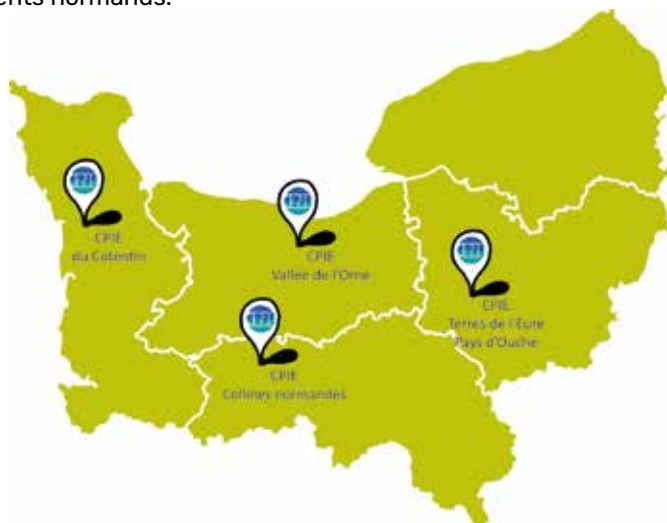 ents normands.
CPIE
du Cotentin
CPIE
Vallée de l'Orne
CPIE
Terres de l'Eure
Pays d'Ouche
CPIE
Collines normandes